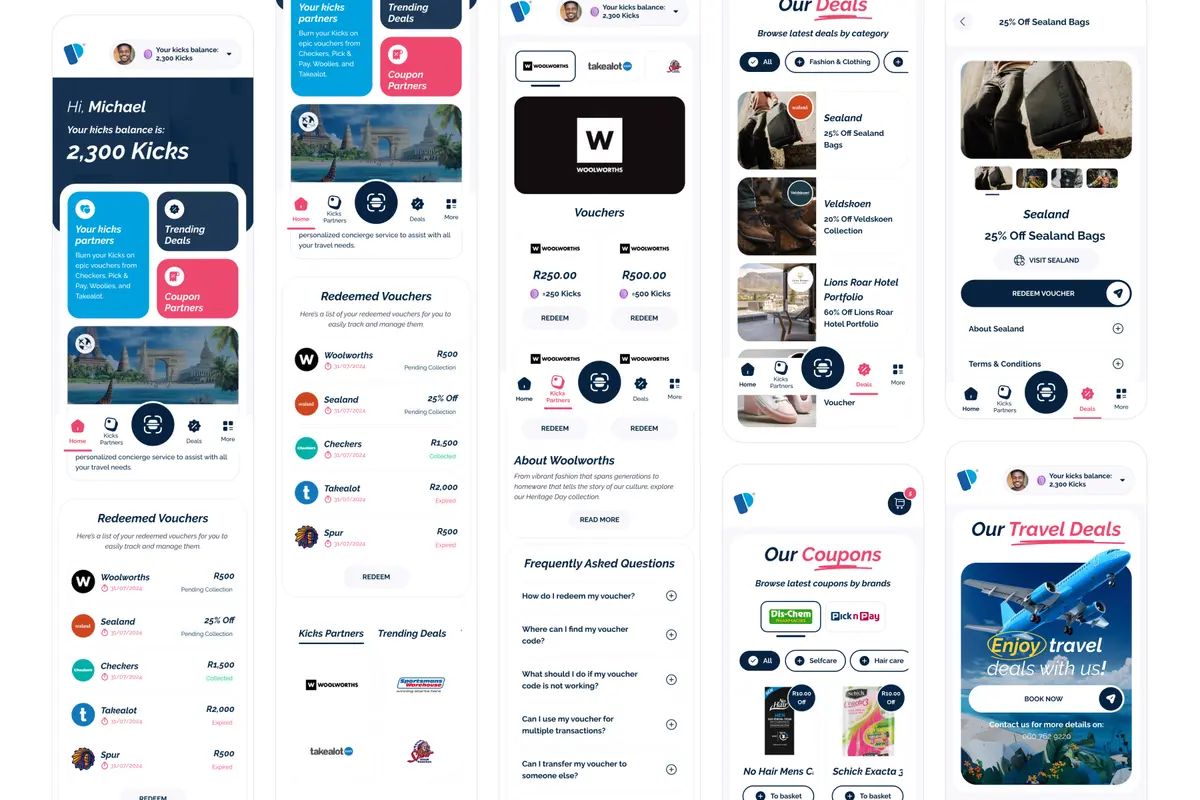 Your kicks balance:
2,300 Kicks
Hi, Michael
Your kicks balance is:
2,300 Kicks
Your kicks
partners
Burn your Kicks on
epic vouchers from
Checkers, Pick &
Pay, Woolies, and
Takealot.
Trending
Deals
Coupon
Partners
Home
Kicks
Partners
Deals
More
personalized concierge service to assist with all
your travel needs.
Redeemed Vouchers
Here's a list of your redeemed vouchers for you to
easily track and manage them.
Woolworths
31/07/2024
R500
Pending Collection
Sealand
31/07/2024
25% Off
Pending Collection
Checkers
31/07/2024
R1,500
Collected
Takealot
31/07/2024
R2,000
Expired
Spur
31/07/2024
R500
Expired
REDEEM
Your kicks
partners
Burn your Kicks on
epic vouchers from
Checkers, Pick &
Pay, Woolies, and
Takealot.
Trending
Deals
Coupon
Partners
Home
Kicks
Partners
Deals
More
personalized concierge service to assist with all
your travel needs.
Redeemed Vouchers
Here's a list of your redeemed vouchers for you to
easily track and manage them.
Woolworths
31/07/2024
R500
Pending Collection
Sealand
31/07/2024
25% Off
Pending Collection
Checkers
31/07/2024
R1,500
Collected
Takealot
31/07/2024
R2,000
Expired
Spur
31/07/2024
R500
Expired
REDEEM
Kicks Partners
Trending Deals
W WOOLWORTHS
Sportsmans
Warehouse
takealot
Your kicks balance:
2,300 Kicks
W WOOLWORTHS
takealot
W
WOOLWORTHS
Vouchers
W WOOLWORTHS
R250.00
=250 Kicks
REDEEM
W WOOLWORTHS
R500.00
=500 Kicks
REDEEM
W WOOLWORTHS
W WOOLWORTHS
Home
Kicks
Partners
Deals
More
REDEEM
REDEEM
About Woolworths
From vibrant fashion that spans generations to
homeware that tells the story of our culture, explore
our Heritage Day collection.
READ MORE
Frequently Asked Questions
How do I redeem my voucher?
Where can I find my voucher
code?
What should I do if my voucher
code is not working?
Can I use my voucher for
multiple transactions?
Can I transfer my voucher to
someone else?
Our Deals
Browse latest deals by category
All
Fashion & Clothing
sealand
Sealand
25% Off Sealand
Bags
Veldskoen
Veldskoen
20% Off Veldskoen
Collection
Lions Roar Hotel
Portfolio
60% Off Lions Roar
Hotel Portfolio
Home
Kicks
Partners
Deals
More
Voucher
3
Our Coupons
Browse latest coupons by brands
Dis-Chem
PHARMACIES
Pick n Pay
All
Selfcare
Hair care
R10.00
Off
No Hair Mens C
To basket
R10.00
Off
Schick Exacta
To basket
25% Off Sealand Bags
Sealand
25% Off Sealand Bags
VISIT SEALAND
REDEEM VOUCHER
About Sealand
Terms & Conditions
Home
Kicks
Partners
Deals
More
Your kicks balance:
2,300 Kicks
Our Travel Deals
Enjoy travel
deals with us!
BOOK NOW
Contact us for more details on:
060 762 9220